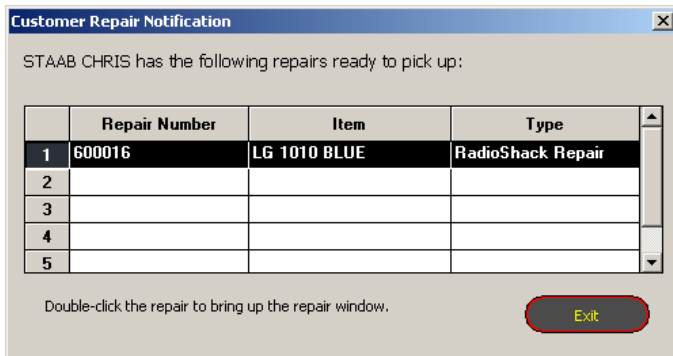 Customer Repair Notification
STAAB CHRIS has the following repairs ready to pick up:
Repair Number Item Type
1 600016 LG 1010 BLUE RadioShack Repair
2
3
4
5
Double-click the repair to bring up the repair window.
Exit